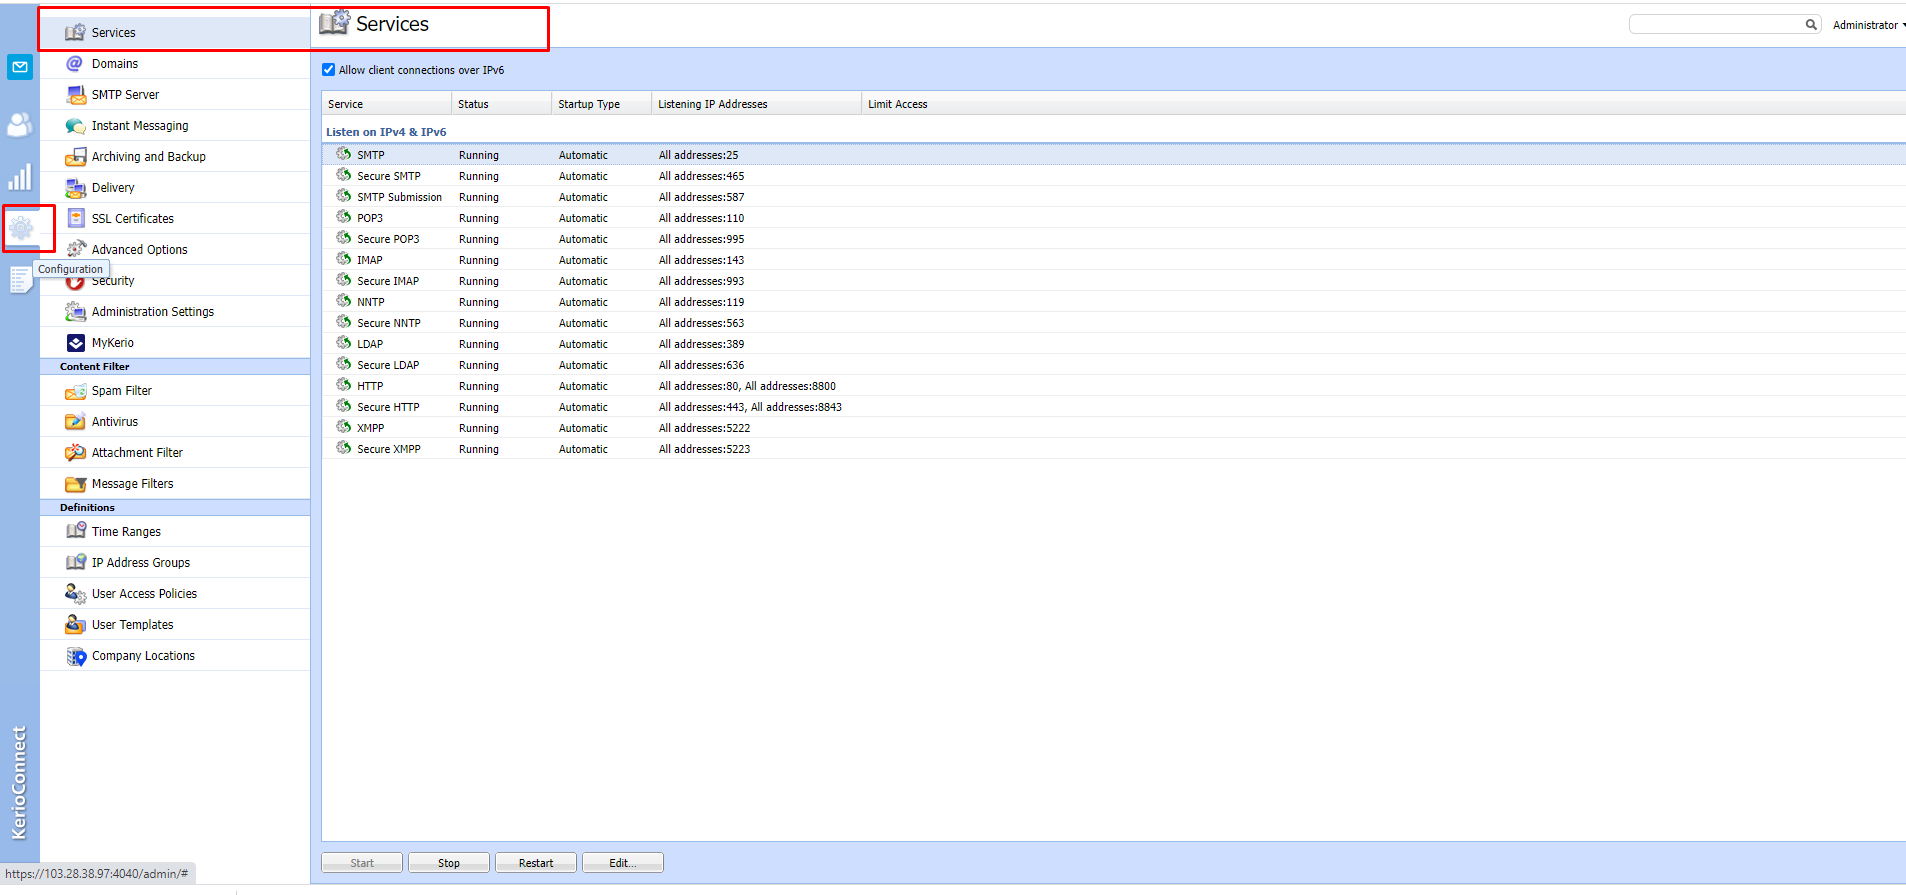 Services
Domains
SMTP Server
Instant Messaging
Archiving and Backup
Delivery
SSL Certificates
Advanced Options
Configuration
Security
Administration Settings
MyKerio
Content Filter
Spam Filter
Antivirus
Attachment Filter
Message Filters
Definitions
Time Ranges
IP Address Groups
User Access Policies
User Templates
Company Locations
KerioConnect
https://103.28.38.97:4040/admin/#
Services
Administrator
Allow client connections over IPv6
Service Status Startup Type Listening IP Addresses Limit Access
Listen on IPv4 & IPv6
SMTP Running Automatic All addresses:25
Secure SMTP Running Automatic All addresses:465
SMTP Submission Running Automatic All addresses:587
POP3 Running Automatic All addresses:110
Secure POP3 Running Automatic All addresses:995
IMAP Running Automatic All addresses:143
Secure IMAP Running Automatic All addresses:993
NNTP Running Automatic All addresses:119
Secure NNTP Running Automatic All addresses:563
LDAP Running Automatic All addresses:389
Secure LDAP Running Automatic All addresses:636
HTTP Running Automatic All addresses:80, All addresses:8800
Secure HTTP Running Automatic All addresses:443, All addresses:8843
XMPP Running Automatic All addresses:5222
Secure XMPP Running Automatic All addresses:5223
Start Stop Restart Edit...